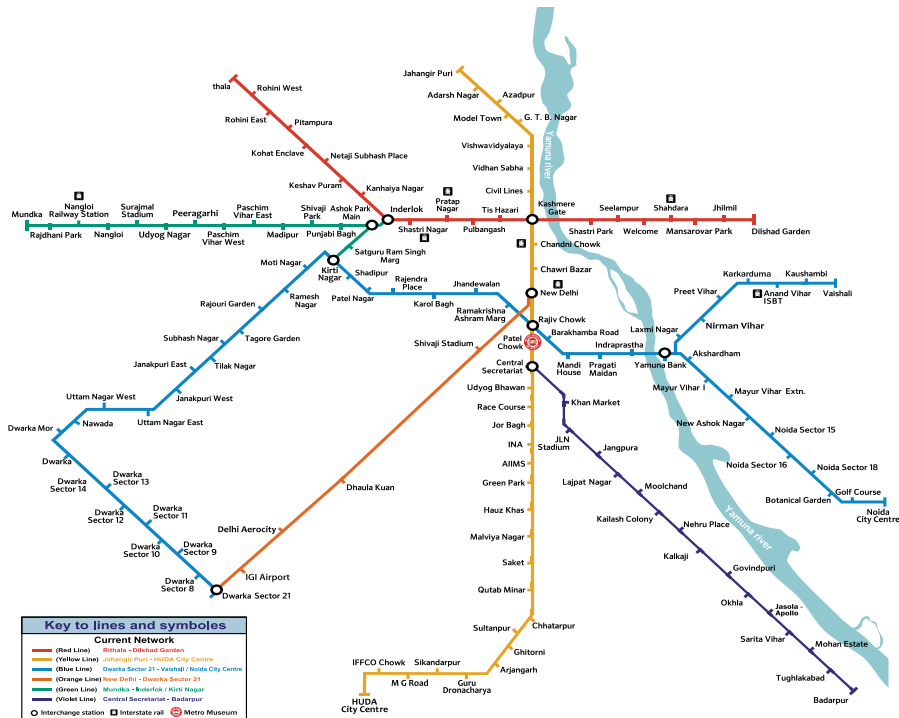 thala
Rohini West
Rohini East
Pitampura
Kohat Enclave
Netaji Subhash Place
Keshav Puram
Kanhaiya Nagar
Jahangir Puri
Adarsh Nagar
Azadpur
Model Town
G. T. B. Nagar
Vishwavidyalaya
Vidhan Sabha
Civil Lines
Yamuna river
Mundka
Nangloi
Railway Station
Surajmal
Stadium
Peeragarhi
Paschim
Vihar East
Shivaji
Park
Ashok Park
Main
Inderlok
Pratap
Nagar
Tis Hazari
Kashmere
Gate
Seelampur
Shahdara
Jhilmil
Rajdhani Park
Nangloi
Udyog Nagar
Paschim
Vihar West
Madipur
Punjabi Bagh
Shastri Nagar
Pulbangash
Shastri Park
Welcome
Mansarovar Park
Dilshad Garden
Satguru Ram Singh
Marg
Kirti
Nagar
Chandni Chowk
Chawri Bazar
New Delhi
Moti Nagar
Shadipur
Patel Nagar
Rajendra
Place
Karol Bagh
Jhandewalan
Ramakrishna
Ashram Marg
Rajiv Chowk
Patel
Chowk
Central
Secretariat
Barakhamba Road
Mandi
House
Pragati
Maidan
Indraprastha
Yamuna Bank
Laxmi Nagar
Nirman Vihar
Preet Vihar
Karkarduma
Anand Vihar
ISBT
Kaushambi
Vaishali
Akshardham
Mayur Vihar I
Mayur Vihar Extn.
New Ashok Nagar
Noida Sector 15
Noida Sector 16
Noida Sector 18
Botanical Garden
Golf Course
Noida
City Centre
Ramesh
Nagar
Rajouri Garden
Tagore Garden
Subhash Nagar
Tilak Nagar
Janakpuri East
Janakpuri West
Uttam Nagar West
Uttam Nagar East
Nawada
Dwarka Mor
Dwarka
Dwarka
Sector 14
Dwarka
Sector 13
Dwarka
Sector 12
Dwarka
Sector 11
Dwarka
Sector 10
Dwarka
Sector 9
Dwarka
Sector 8
Dwarka Sector 21
IGI Airport
Delhi Aerocity
Dhaula Kuan
Shivaji Stadium
Udyog Bhawan
Race Course
Jor Bagh
INA
AIIMS
Green Park
Hauz Khas
Malviya Nagar
Saket
Qutab Minar
Chhatarpur
Sultanpur
Ghitorni
Arjangarh
Guru
Dronacharya
Sikandarpur
M G Road
IFFCO Chowk
HUDA
City Centre
Khan Market
JLN
Stadium
Jangpura
Lajpat Nagar
Moolchand
Kailash Colony
Nehru Place
Kalkaji
Govindpuri
Okhla
Jasola -
Apollo
Sarita Vihar
Mohan Estate
Tughlakabad
Badarpur
Yamuna river
Key to lines and symbols
Current Network
(Red Line) Rithala - Dilshad Garden
(Yellow Line) Jahangir Puri - HUDA City Centre
(Blue Line) Dwarka Sector 21 - Vaishali / Noida City Centre
(Orange Line) New Delhi - Dwarka Sector 21
(Green Line) Mundka - Inderlok / Kirti Nagar
(Violet Line) Central Secretariat - Badarpur
Interchange station Interstate rail Metro Museum